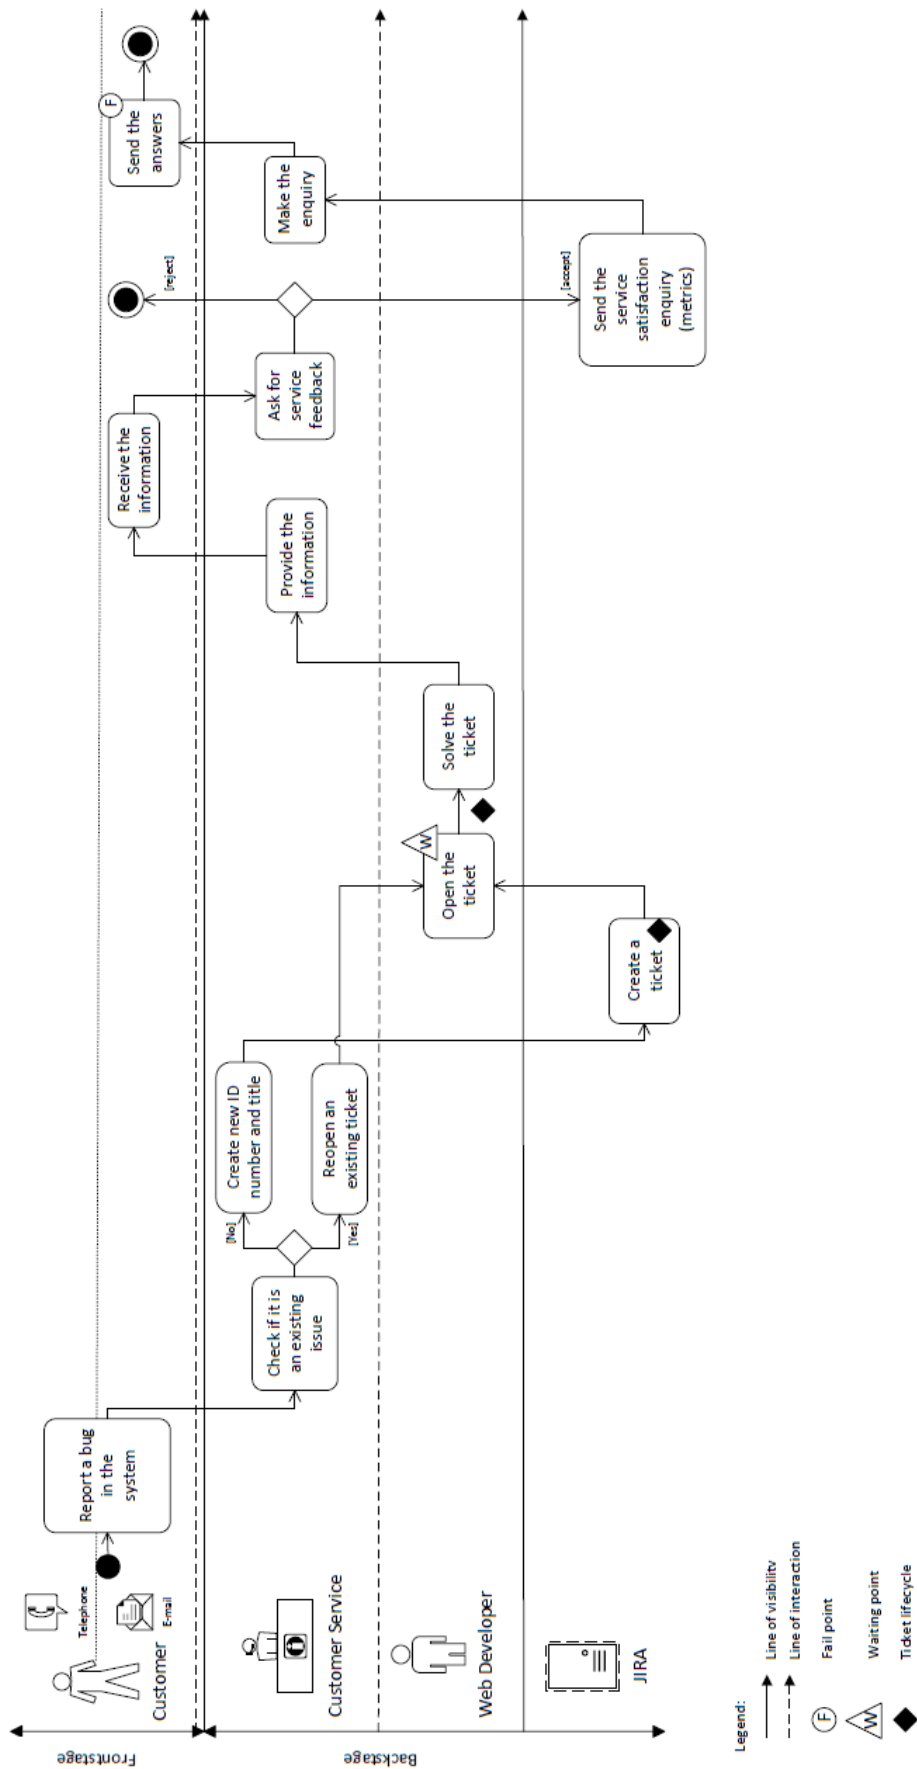 Frontstage
Backstage
Telephone
E-mail
Customer
Customer Service
Web Developer
JIRA
Report a bug
in the
system
Check if it is
an existing
issue
[No]
[Yes]
Create new ID
number and title
Reopen an
existing ticket
Create a
ticket
Open the
ticket
W
Solve the
ticket
Provide the
information
Receive the
information
Ask for
service
feedback
[reject]
[accept]
Send the
service
satisfaction
enquiry
(metrics)
Make the
enquiry
Send the
answers
F
Legend:
Line of visibility
Line of interaction
F
Fail point
W
Waiting point
Ticket lifecycle